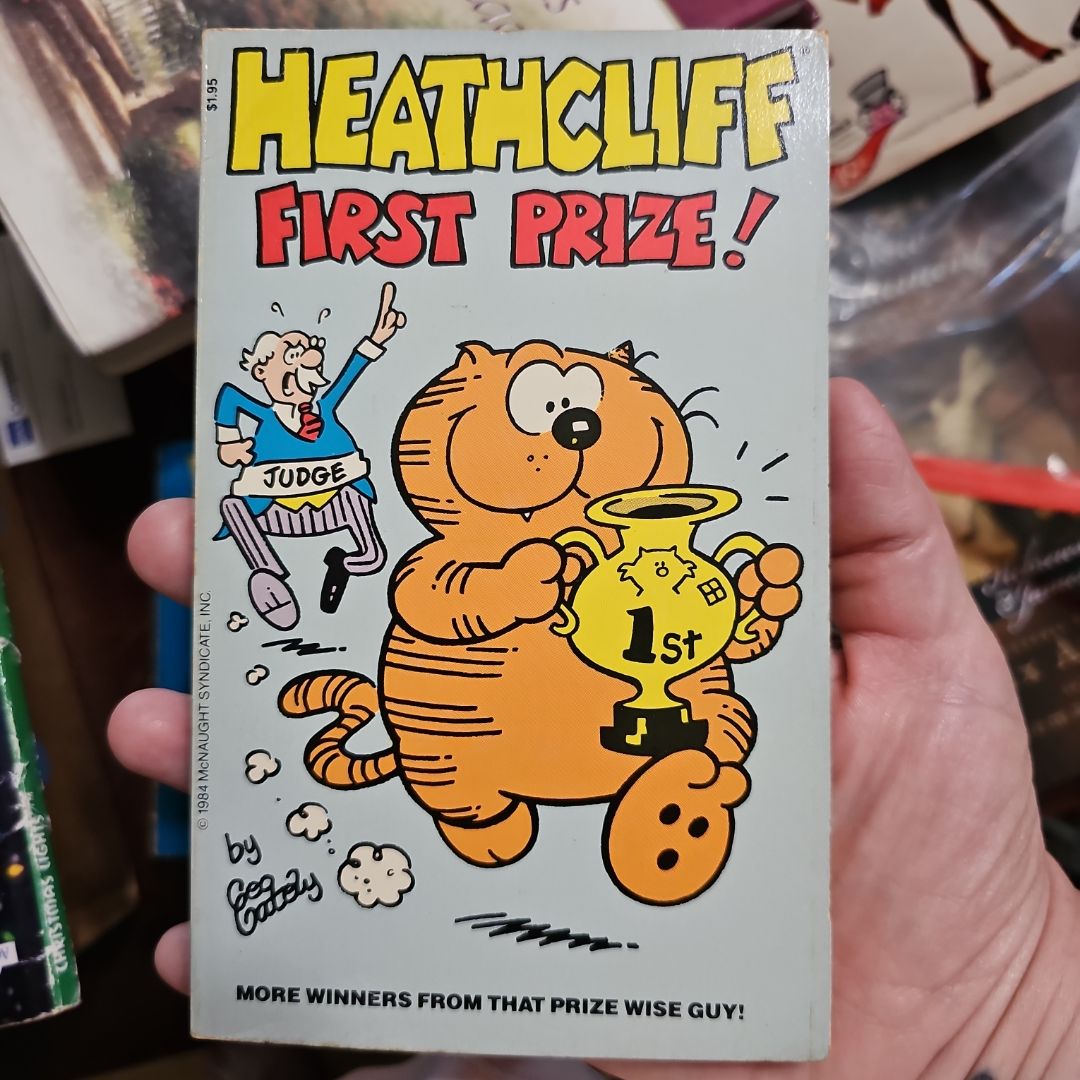 $1.95
HEATHCLIFF
FIRST PRIZE!
JUDGE
1st
© 1984 McNAUGHT SYNDICATE, INC.
by
Geo
Gately
MORE WINNERS FROM THAT PRIZE WISE GUY!
CHRISTMAS LIGHTS